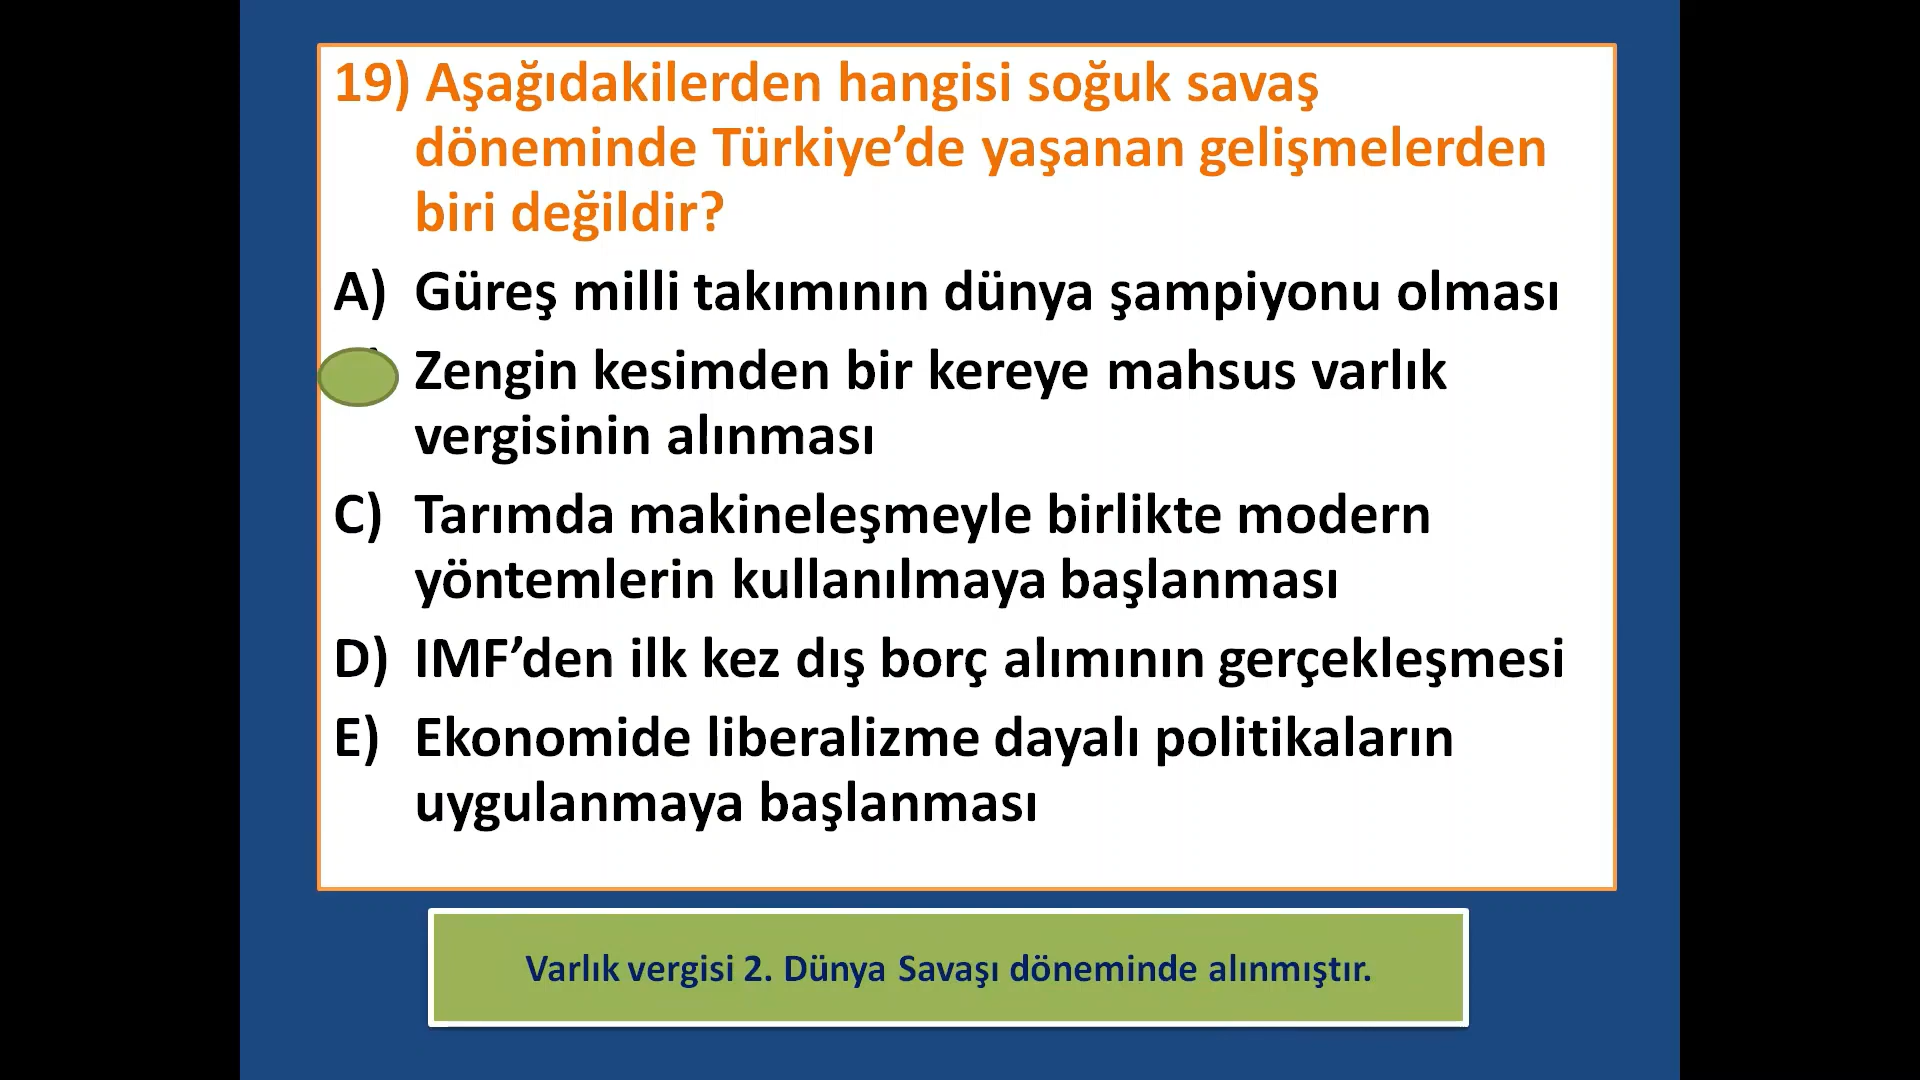 19) Aşağıdakilerden hangisi soğuk savaş
döneminde Türkiye’de yaşanan gelişmelerden
biri değildir?
A) Güreş milli takımının dünya şampiyonu olması
Zengin kesimden bir kereye mahsus varlık
vergisinin alınması
C) Tarımda makineleşmeyle birlikte modern
yöntemlerin kullanılmaya başlanması
D) IMF’den ilk kez dış borç alımının gerçekleşmesi
E) Ekonomide liberalizme dayalı politikaların
uygulanmaya başlanması
Varlık vergisi 2. Dünya Savaşı döneminde alınmıştır.